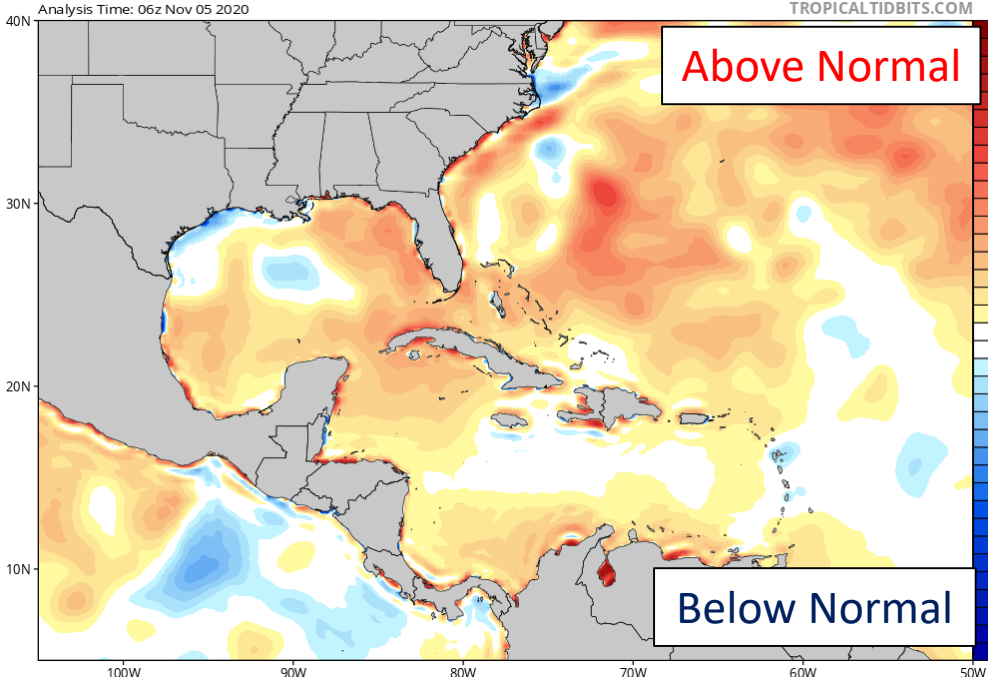 Analysis Time: 06z Nov 05 2020
TROPICALTIDBITS.COM
40N
Above Normal
30N
20N
10N
Below Normal
100W 90W 80W 70W 60W 50W